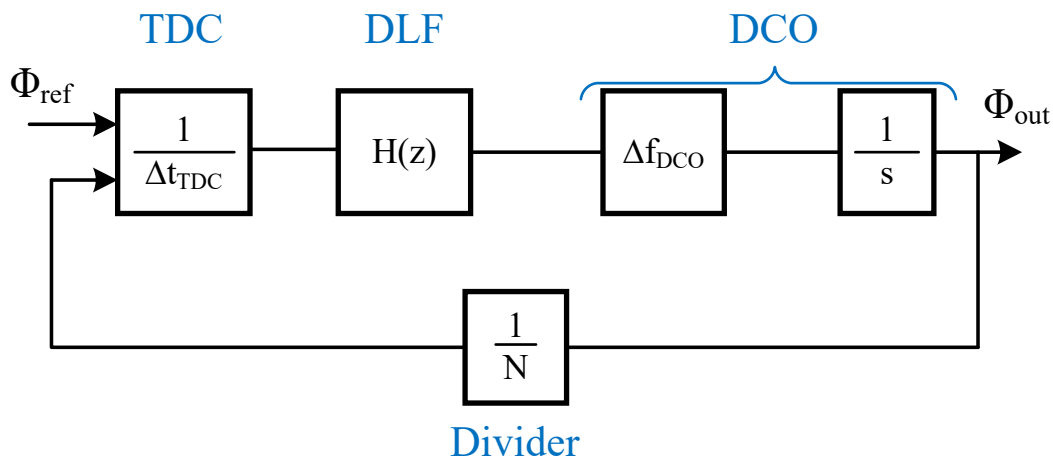 TDC
DLF
DCO
Φref
1
ΔtTDC
H(z)
ΔfDCO
1
s
Φout
1
N
Divider